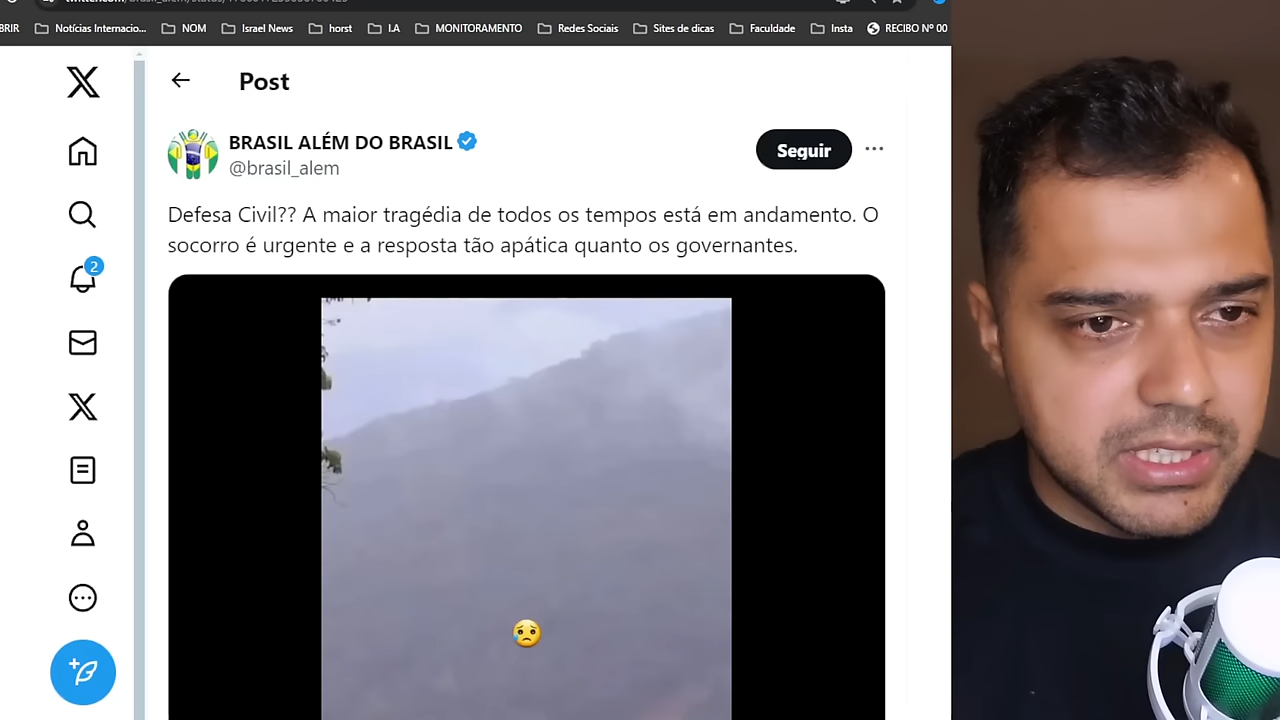 Notícias Internacio... NOM Israel News horst I.A MONITORAMENTO Redes Sociais Sites de dicas Faculdade Insta RECIBO Nº 00
Post
BRASIL ALÉM DO BRASIL
@brasil_alem
Seguir
2
Defesa Civil?? A maior tragédia de todos os tempos está em andamento. O
socorro é urgente e a resposta tão apática quanto os governantes.